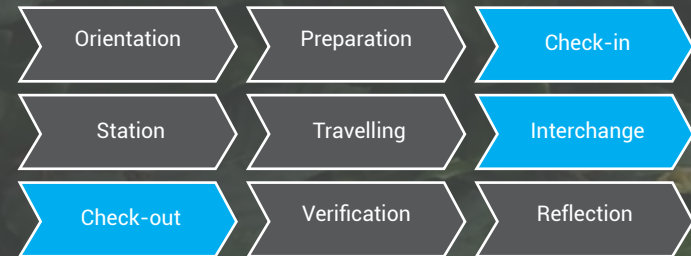 Orientation
Preparation
Check-in
Station
Travelling
Interchange
Check-out
Verification
Reflection